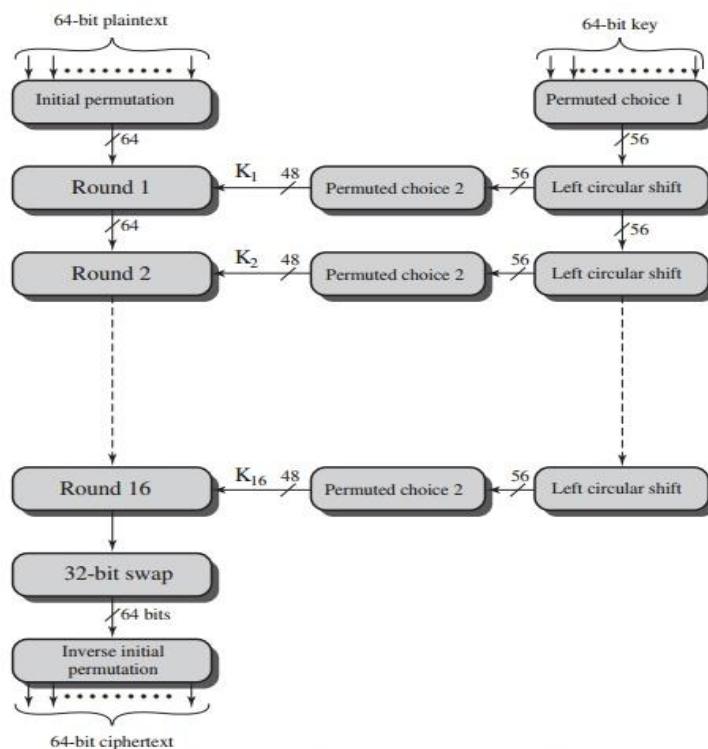 64-bit plaintext
64-bit key
Initial permutation
Permuted choice 1
64
56
Round 1
K1
48
Permuted choice 2
56
Left circular shift
64
56
Round 2
K2
48
Permuted choice 2
56
Left circular shift
Round 16
K16
48
Permuted choice 2
56
Left circular shift
32-bit swap
64 bits
Inverse initial
permutation
64-bit ciphertext